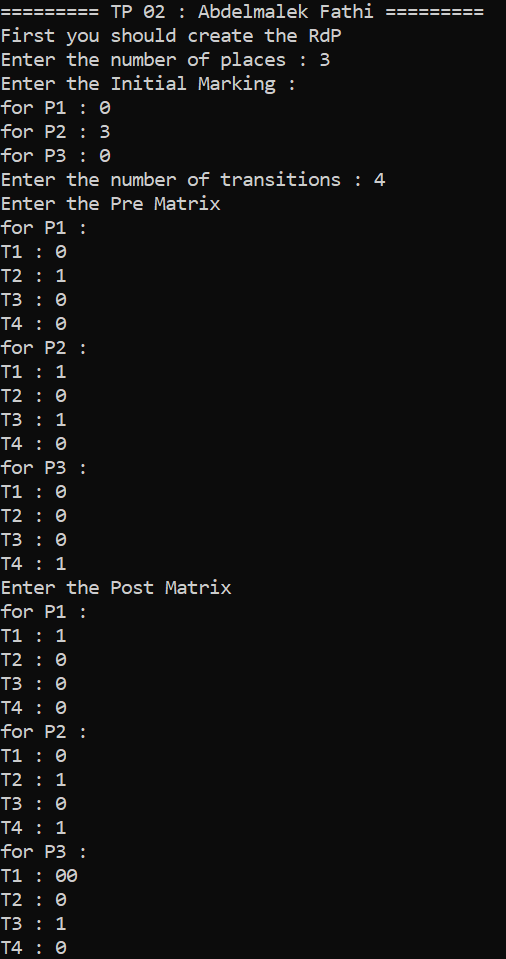 ========= TP 02 : Abdelmalek Fathi =========
First you should create the RdP
Enter the number of places : 3
Enter the Initial Marking :
for P1 : 0
for P2 : 3
for P3 : 0
Enter the number of transitions : 4
Enter the Pre Matrix
for P1 :
T1 : 0
T2 : 1
T3 : 0
T4 : 0
for P2 :
T1 : 1
T2 : 0
T3 : 1
T4 : 0
for P3 :
T1 : 0
T2 : 0
T3 : 0
T4 : 1
Enter the Post Matrix
for P1 :
T1 : 1
T2 : 0
T3 : 0
T4 : 0
for P2 :
T1 : 0
T2 : 1
T3 : 0
T4 : 1
for P3 :
T1 : 00
T2 : 0
T3 : 1
T4 : 0